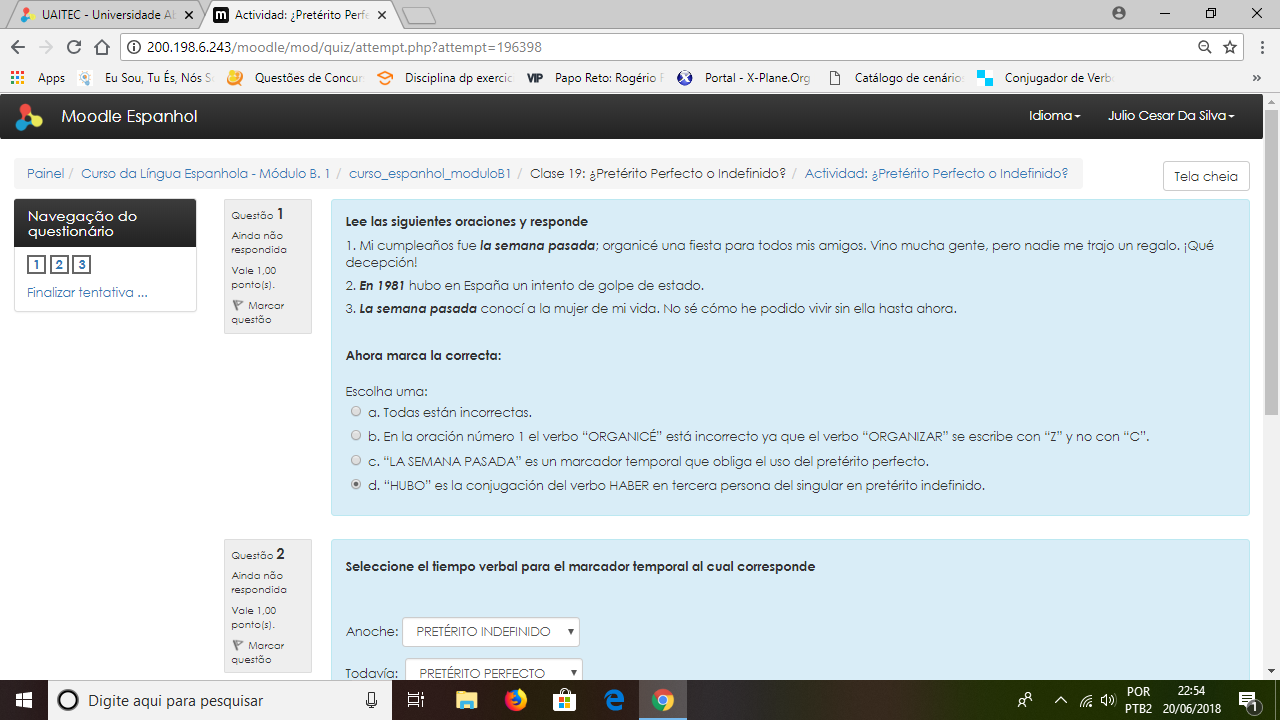 UAITEC - Universidade Ab
Actividad: ¿Pretérito Perfe
200.198.6.243/moodle/mod/quiz/attempt.php?attempt=196398
Apps
Eu Sou, Tu És, Nós S
Questões de Concur
Disciplina dp exercic
VIP
Papo Reto: Rogério F
Portal - X-Plane.Org
Catálogo de cenário
Conjugador de Verb
»
Moodle Espanhol
Idioma
Julio Cesar Da Silva
Painel / Curso da Língua Espanhola - Módulo B. 1 / curso_espanhol_moduloB1 / Clase 19: ¿Pretérito Perfecto o Indefinido? / Actividad: ¿Pretérito Perfecto o Indefinido?
Tela cheia
Navegação do
questionário
1 2 3
Finalizar tentativa ...
Questão 1
Ainda não
respondida
Vale 1,00
ponto(s).
Marcar
questão
Lee las siguientes oraciones y responde
1. Mi cumpleaños fue la semana pasada; organicé una fiesta para todos mis amigos. Vino mucha gente, pero nadie me trajo un regalo. ¡Qué
decepción!
2. En 1981 hubo en España un intento de golpe de estado.
3. La semana pasada conocí a la mujer de mi vida. No sé cómo he podido vivir sin ella hasta ahora.
Ahora marca la correcta:
Escolha uma:
a. Todas están incorrectas.
b. En la oración número 1 el verbo “ORGANICÉ” está incorrecto ya que el verbo “ORGANIZAR” se escribe con “Z” y no con “C”.
c. “LA SEMANA PASADA” es un marcador temporal que obliga el uso del pretérito perfecto.
d. “HUBO” es la conjugación del verbo HABER en tercera persona del singular en pretérito indefinido.
Questão 2
Ainda não
respondida
Vale 1,00
ponto(s).
Marcar
questão
Seleccione el tiempo verbal para el marcador temporal al cual corresponde
Anoche: PRETÉRITO INDEFINIDO
Todavía: PRETÉRITO PERFECTO
Digite aqui para pesquisar
POR
PTB2
22:54
20/06/2018
1